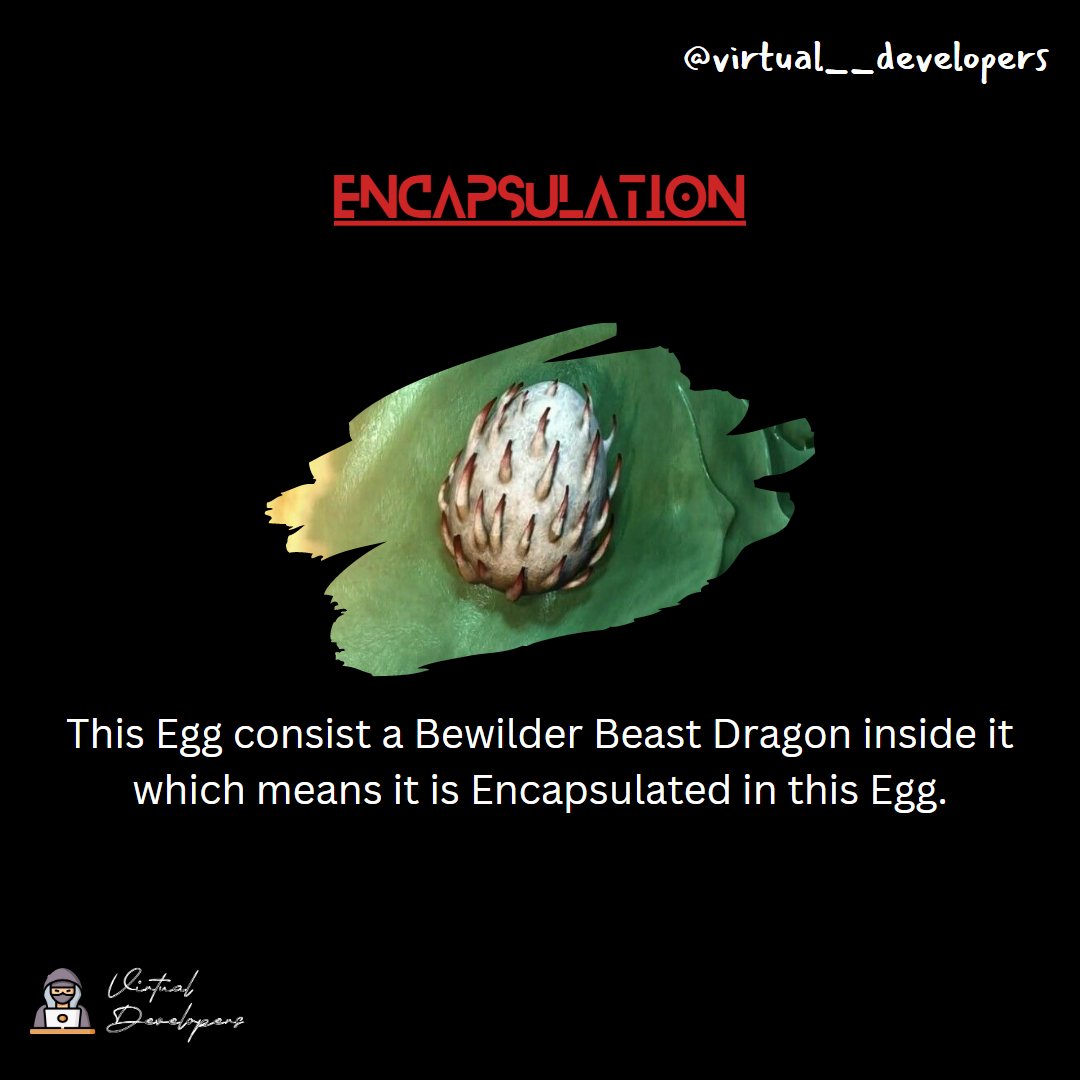 @virtual__developers
ENCAPSULATION
This Egg consist a Bewilder Beast Dragon inside it
which means it is Encapsulated in this Egg.
Virtual
Developers